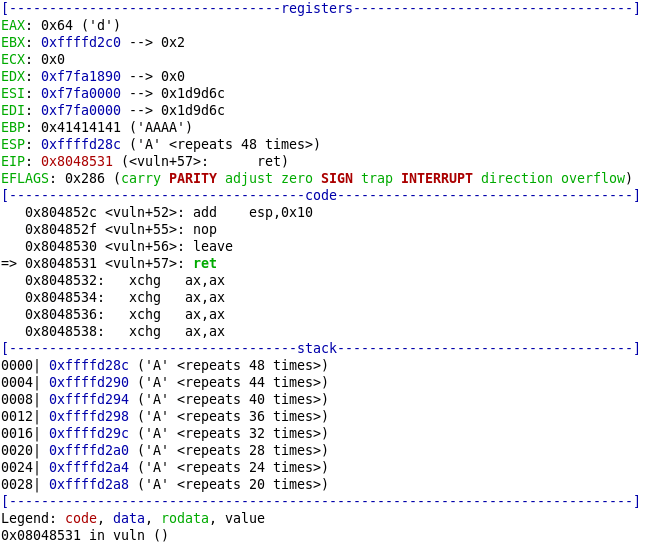 [----------------------------------registers-----------------------------------]
EAX: 0x64 ('d')
EBX: 0xffffd2c0 --> 0x2
ECX: 0x0
EDX: 0xf7fa1890 --> 0x0
ESI: 0xf7fa0000 --> 0x1d9d6c
EDI: 0xf7fa0000 --> 0x1d9d6c
EBP: 0x41414141 ('AAAA')
ESP: 0xffffd28c ('A' <repeats 48 times>)
EIP: 0x8048531 (<vuln+57>:      ret)
EFLAGS: 0x286 (carry PARITY adjust zero SIGN trap INTERRUPT direction overflow)
[-------------------------------------code-------------------------------------]
   0x804852c <vuln+52>: add    esp,0x10
   0x804852f <vuln+55>: nop
   0x8048530 <vuln+56>: leave
=> 0x8048531 <vuln+57>: ret
   0x8048532:   xchg   ax,ax
   0x8048534:   xchg   ax,ax
   0x8048536:   xchg   ax,ax
   0x8048538:   xchg   ax,ax
[------------------------------------stack-------------------------------------]
0000| 0xffffd28c ('A' <repeats 48 times>)
0004| 0xffffd290 ('A' <repeats 44 times>)
0008| 0xffffd294 ('A' <repeats 40 times>)
0012| 0xffffd298 ('A' <repeats 36 times>)
0016| 0xffffd29c ('A' <repeats 32 times>)
0020| 0xffffd2a0 ('A' <repeats 28 times>)
0024| 0xffffd2a4 ('A' <repeats 24 times>)
0028| 0xffffd2a8 ('A' <repeats 20 times>)
[------------------------------------------------------------------------------]
Legend: code, data, rodata, value
0x08048531 in vuln ()